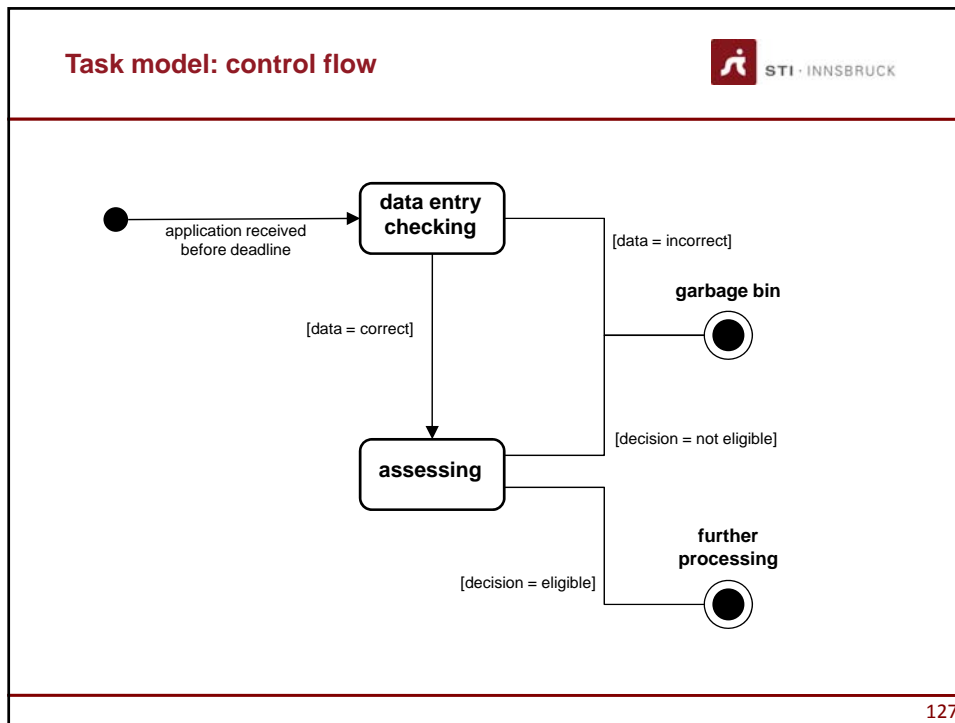 Task model: control flow
STI · INNSBRUCK
data entry
checking
application received
before deadline
[data = incorrect]
garbage bin
[data = correct]
[decision = not eligible]
assessing
further
processing
[decision = eligible]
127